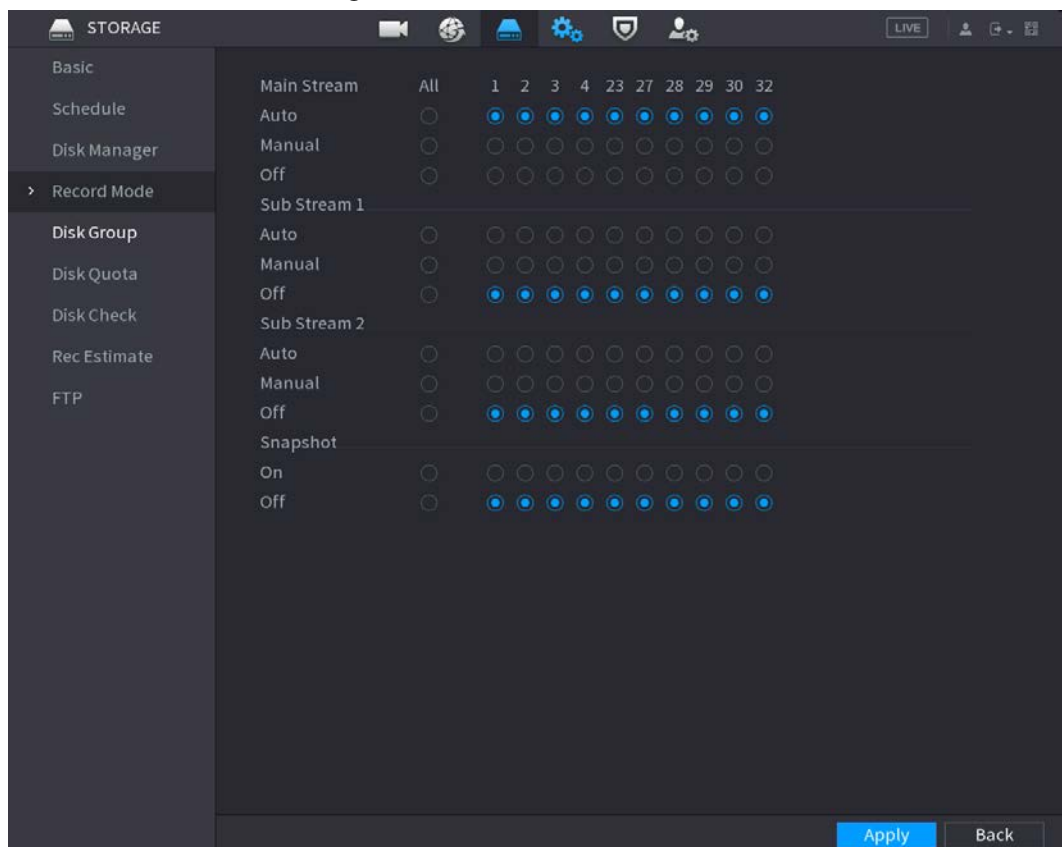 STORAGE LIVE
Basic
Schedule
Disk Manager
Record Mode
Disk Group
Disk Quota
Disk Check
Rec Estimate
FTP
Main Stream All 1 2 3 4 23 27 28 29 30 32
Auto
Manual
Off
Sub Stream 1
Auto
Manual
Off
Sub Stream 2
Auto
Manual
Off
Snapshot
On
Off
Apply Back